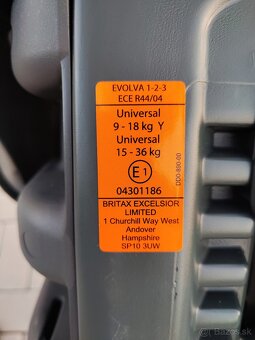 EVOLVA 1-2-3
ECE R44/04
Universal
9 - 18 kg Y
Universal
15 - 36 kg
E1
04301186
BRITAX EXCELSIOR
LIMITED
1 Churchill Way West
Andover
Hampshire
SP10 3UW
bazos.sk